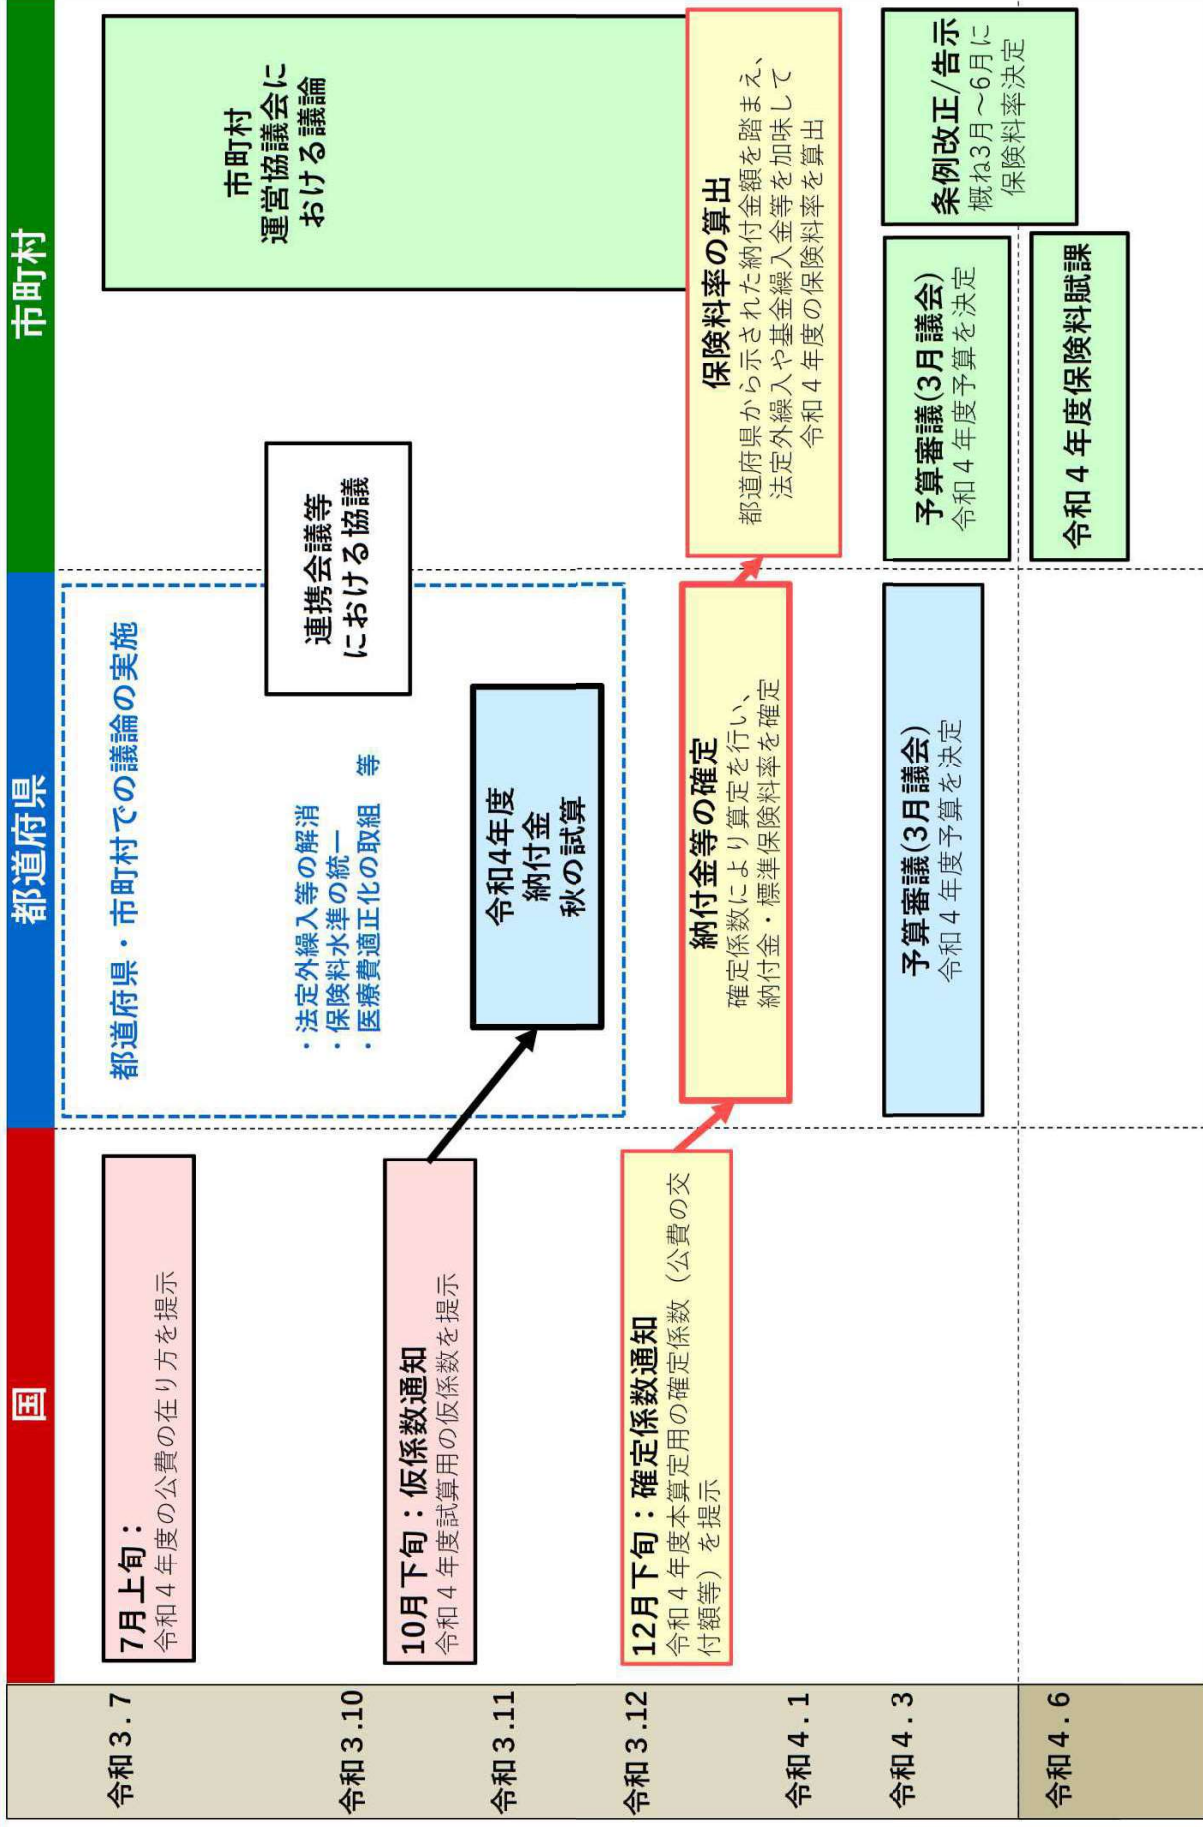 国
都道府県
市町村
令和3.7
令和3.10
令和3.11
令和3.12
令和4.1
令和4.3
令和4.6
7月上旬：
令和4年度の公費の在り方を提示
10月下旬：仮係数通知
令和4年度試算用の仮係数を提示
12月下旬：確定係数通知
令和4年度本算定用の確定係数（公費の交
付額等）を提示
都道府県・市町村での議論の実施
・法定外繰入等の解消
・保険料水準の統一
・医療費適正化の取組　等
連携会議等
における協議
令和4年度
納付金
秋の試算
納付金等の確定
確定係数により算定を行い、
納付金・標準保険料率を確定
予算審議(3月議会)
令和4年度予算を決定
市町村
運営協議会に
おける議論
保険料率の算出
都道府県から示された納付金額を踏まえ、
法定外繰入や基金繰入金等を加味して
令和4年度の保険料率を算出
予算審議(3月議会)
令和4年度予算を決定
条例改正/告示
概ね3月～6月に
保険料率決定
令和4年度保険料賦課